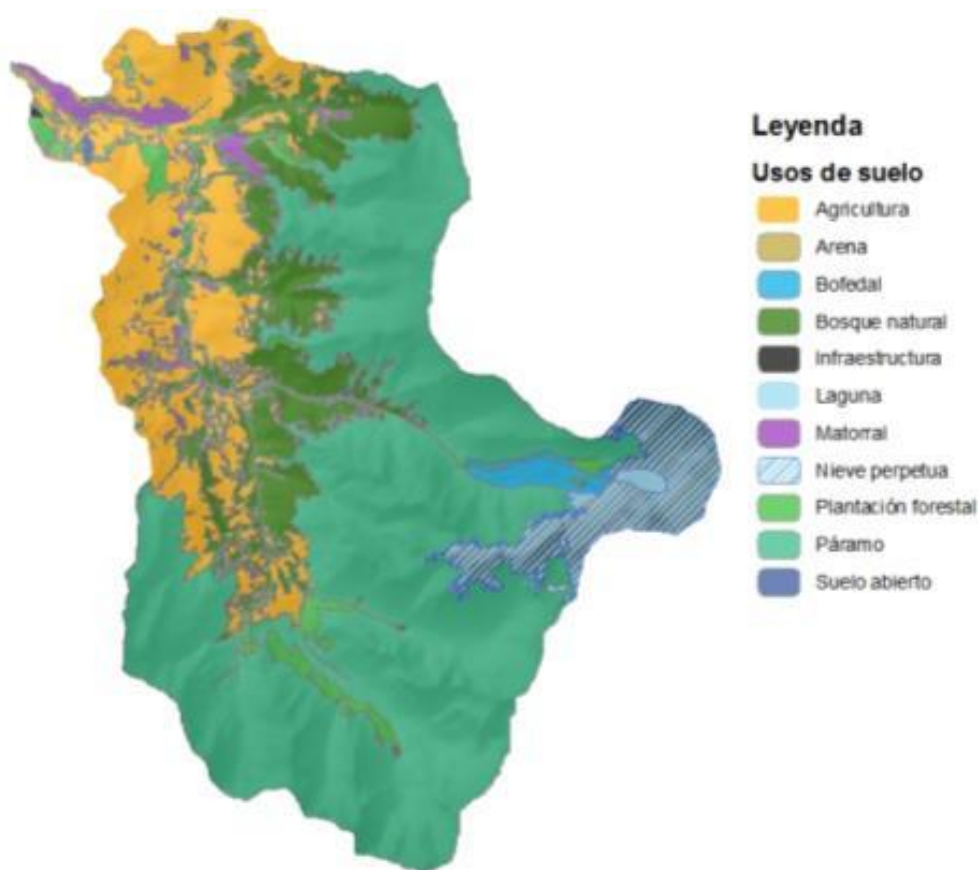 Leyenda
Usos de suelo
Agricultura
Arena
Bofedal
Bosque natural
Infraestructura
Laguna
Matorral
Nieve perpetua
Plantación forestal
Páramo
Suelo abierto